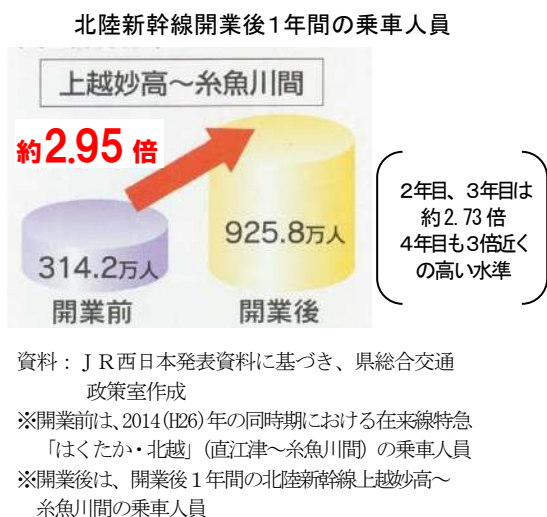 北陸新幹線開業後1年間の乗車人員
上越妙高～糸魚川間
約2.95 倍
925.8万人
314.2万人
開業前
開業後
2年目、3年目は
約2.73 倍
4年目も3倍近く
の高い水準
資料：ＪＲ西日本発表資料に基づき、県総合交通
政策室作成
※開業前は、2014(H26)年の同時期における在来線特急
「はくたか・北越」(直江津～糸魚川間) の乗車人員
※開業後は、開業後１年間の北陸新幹線上越妙高～
糸魚川間の乗車人員